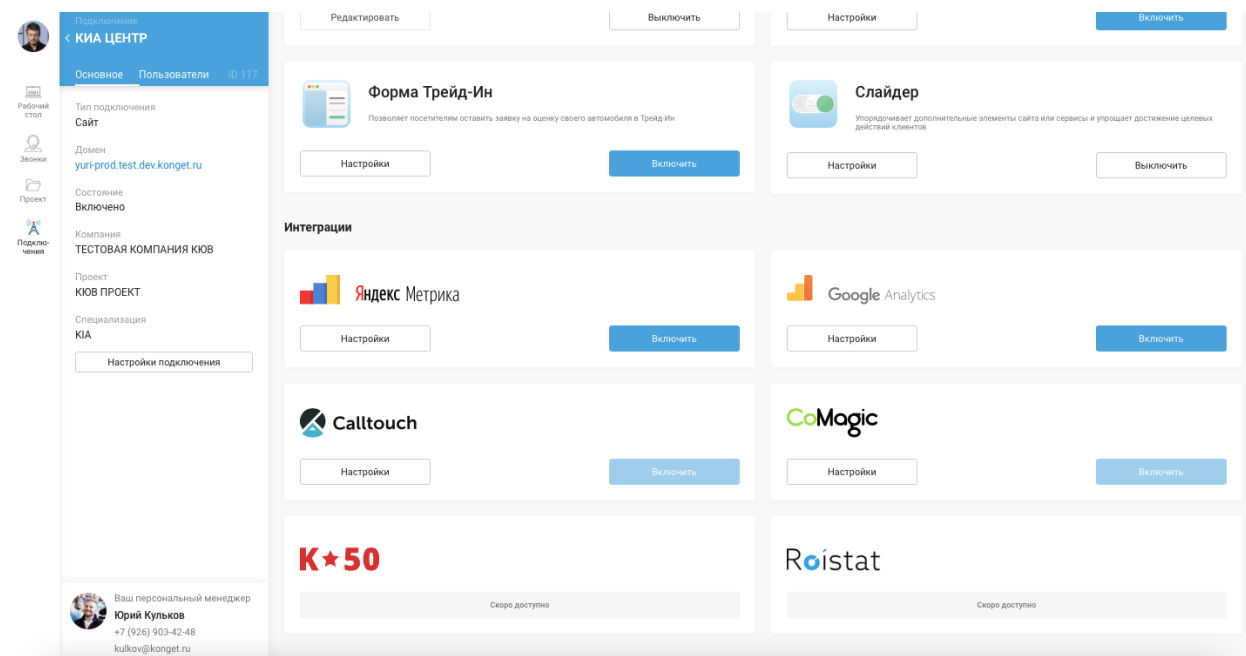 Подключение
КИА ЦЕНТР
Основное Пользователи ID 117
Рабочий
стол
Звонки
Проект
Подклю-
чения
Тип подключения
Сайт
Домен
yuri-prod.test.dev.konget.ru
Состояние
Включено
Компания
ТЕСТОВАЯ КОМПАНИЯ КЮВ
Проект
КЮВ ПРОЕКТ
Специализация
KIA
Настройки подключения
Ваш персональный менеджер
Юрий Кульков
+7 (926) 903-42-48
kulkov@konget.ru
Редактировать Выключить
Настройки Включить
Форма Трейд-Ин
Позволяет посетителям оставить заявку на оценку своего автомобиля в Трейд-Ин
Настройки Включить
Слайдер
Упорядочивает дополнительные элементы сайта или сервисы и упрощает достижение целевых
действий клиентов
Настройки Выключить
Интеграции
Яндекс Метрика
Настройки Включить
Google Analytics
Настройки Включить
Calltouch
Настройки Включить
CoMagic
Настройки Включить
K★50
Скоро доступно
Roistat
Скоро доступно